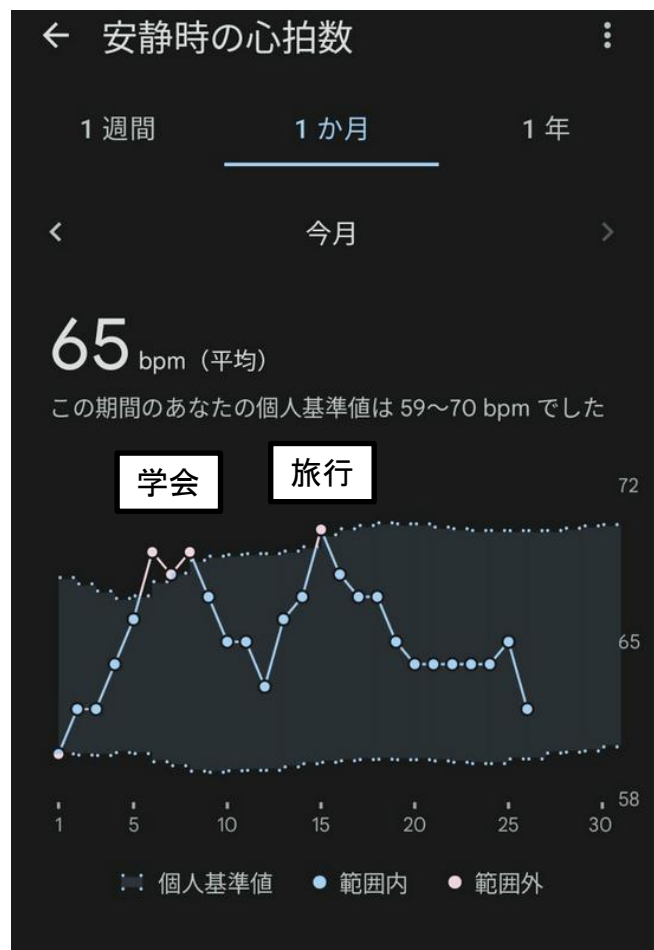 ← 安静時の心拍数
1 週間 1 か月 1 年
今月
65 bpm（平均）
この期間のあなたの個人基準値は 59～70 bpm でした
学会 旅行
72
65
58
1 5 10 15 20 25 30
個人基準値 範囲内 範囲外